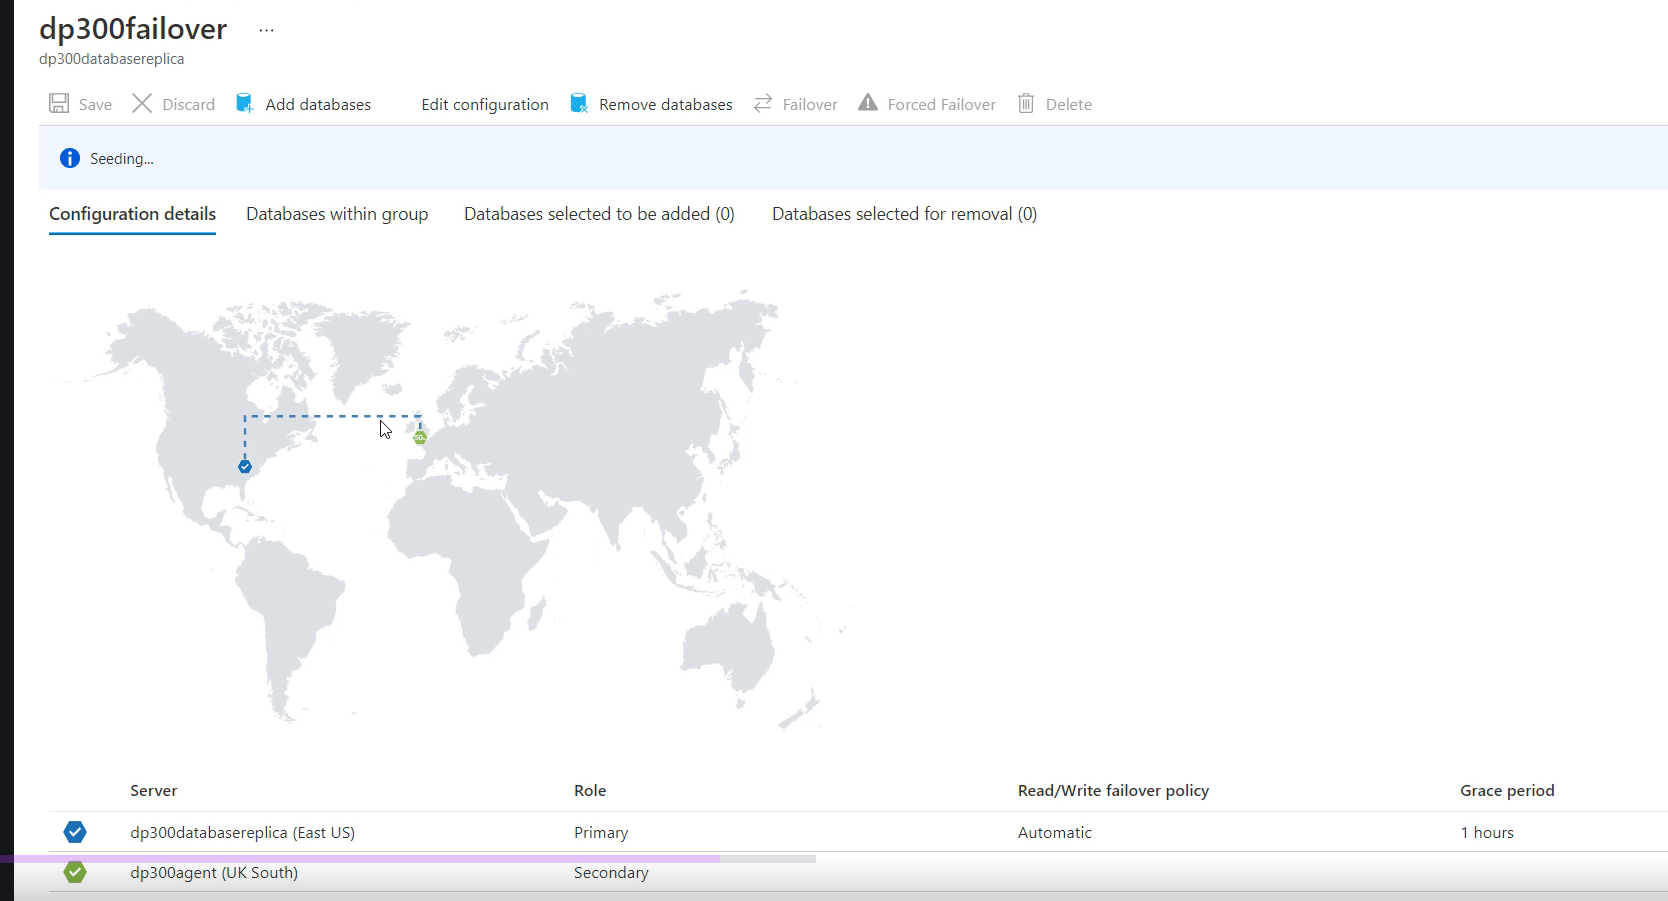 dp300failover ...
dp300databasereplica
Save Discard Add databases Edit configuration Remove databases Failover Forced Failover Delete
Seeding...
Configuration details Databases within group Databases selected to be added (0) Databases selected for removal (0)
Server Role Read/Write failover policy Grace period
dp300databasereplica (East US) Primary Automatic 1 hours
dp300agent (UK South) Secondary